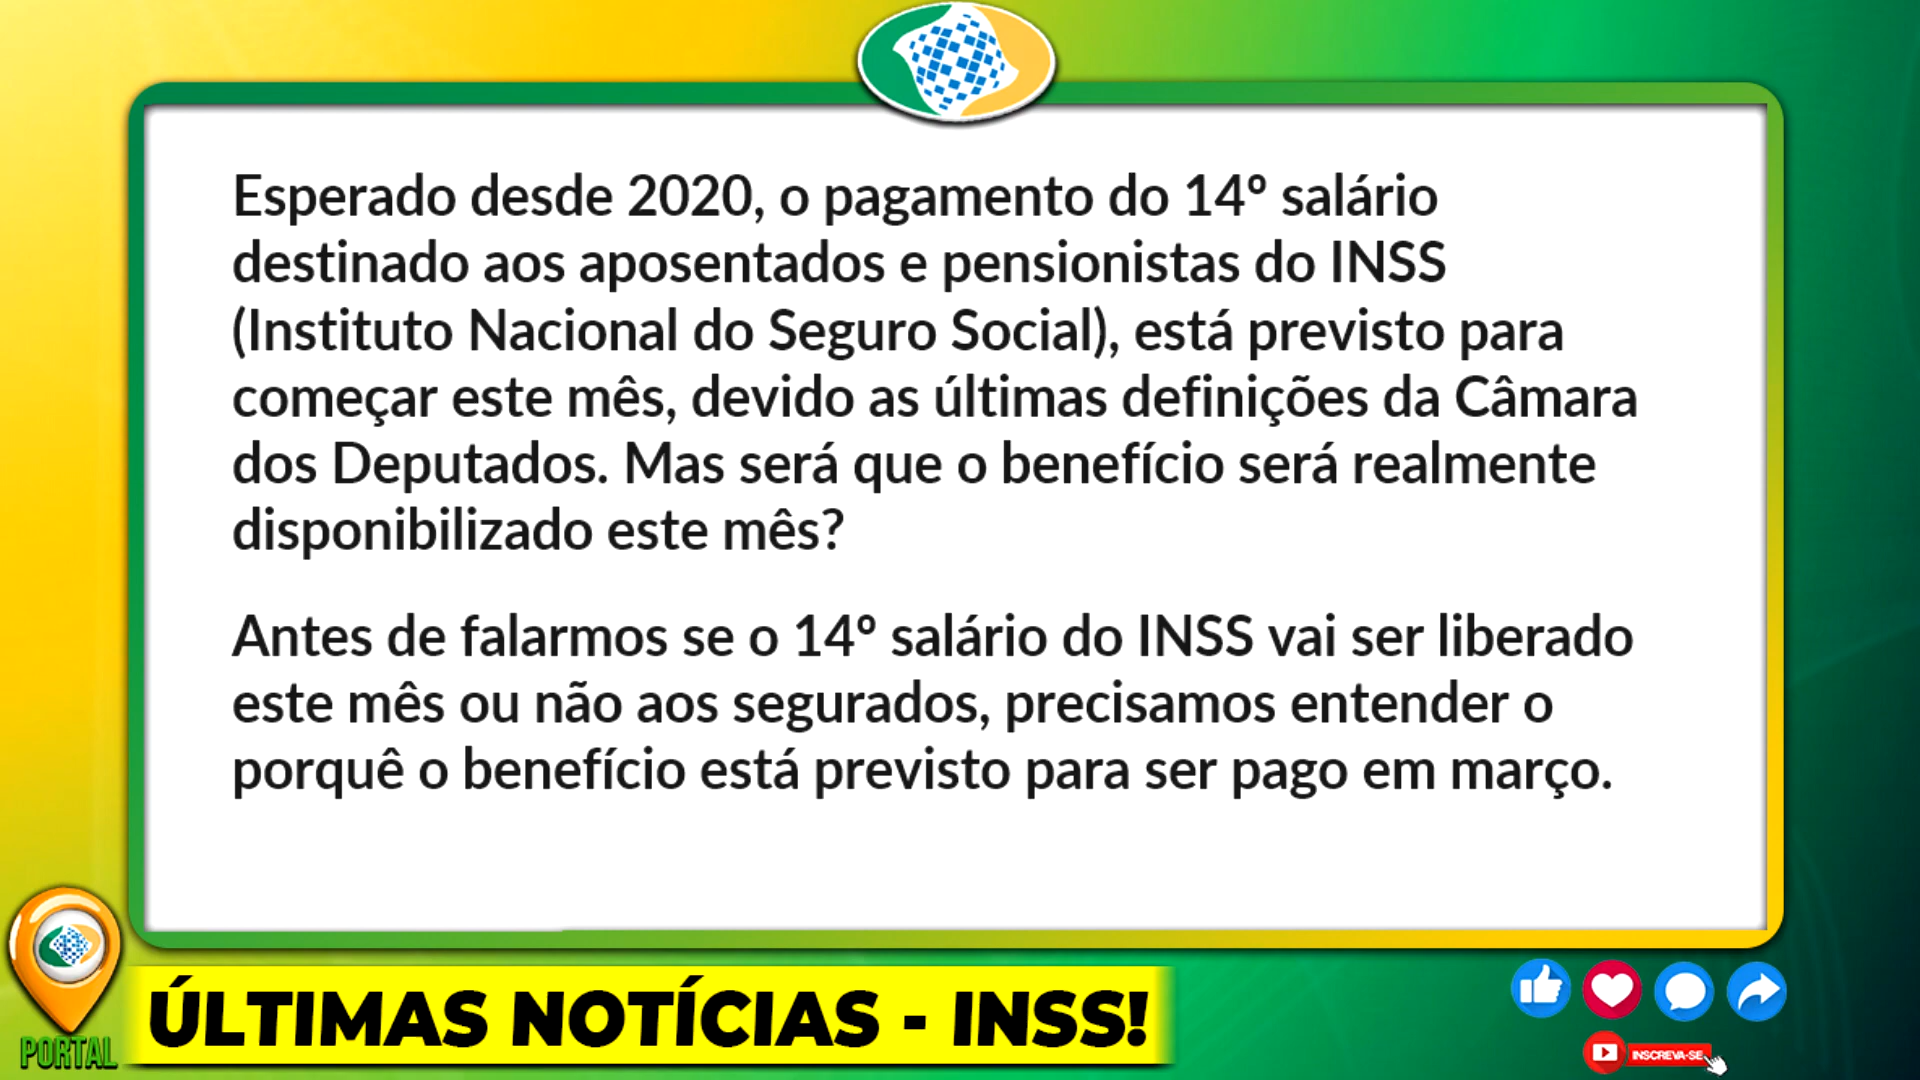 Esperado desde 2020, o pagamento do 14º salário
destinado aos aposentados e pensionistas do INSS
(Instituto Nacional do Seguro Social), está previsto para
começar este mês, devido as últimas definições da Câmara
dos Deputados. Mas será que o benefício será realmente
disponibilizado este mês?
Antes de falarmos se o 14º salário do INSS vai ser liberado
este mês ou não aos segurados, precisamos entender o
porquê o benefício está previsto para ser pago em março.
PORTAL
ÚLTIMAS NOTÍCIAS - INSS!
INSCREVA-SE